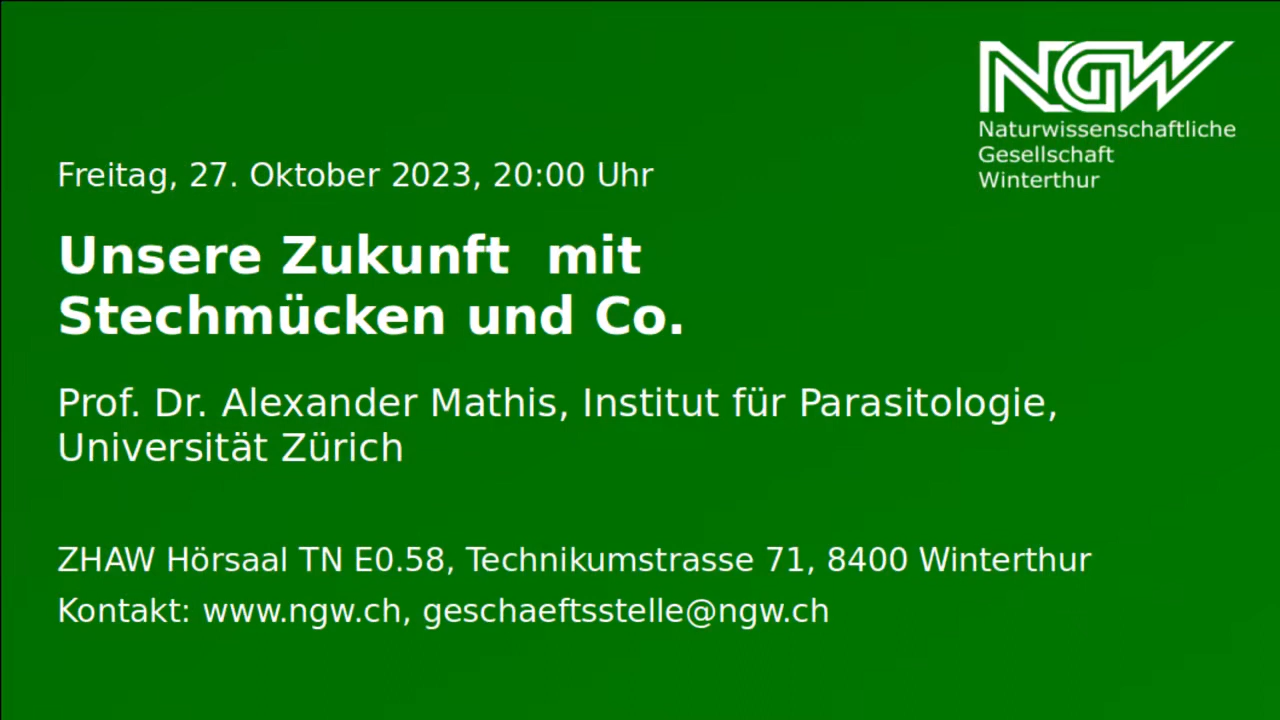 NGW
Naturwissenschaftliche
Gesellschaft
Winterthur
Freitag, 27. Oktober 2023, 20:00 Uhr
Unsere Zukunft  mit
Stechmücken und Co.
Prof. Dr. Alexander Mathis, Institut für Parasitologie,
Universität Zürich
ZHAW Hörsaal TN E0.58, Technikumstrasse 71, 8400 Winterthur
Kontakt: www.ngw.ch, geschaeftsstelle@ngw.ch